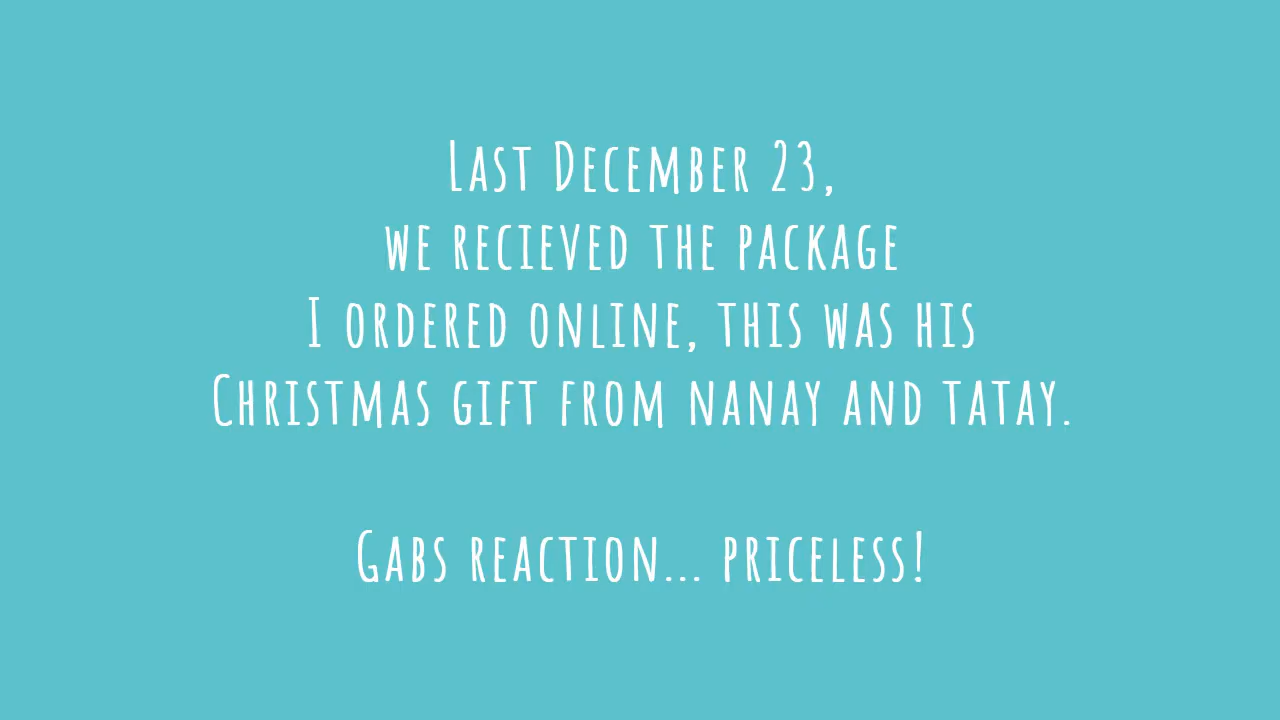 Last December 23,
we recieved the package
I ordered online, this was his
Christmas gift from nanay and tatay.
Gabs reaction... priceless!